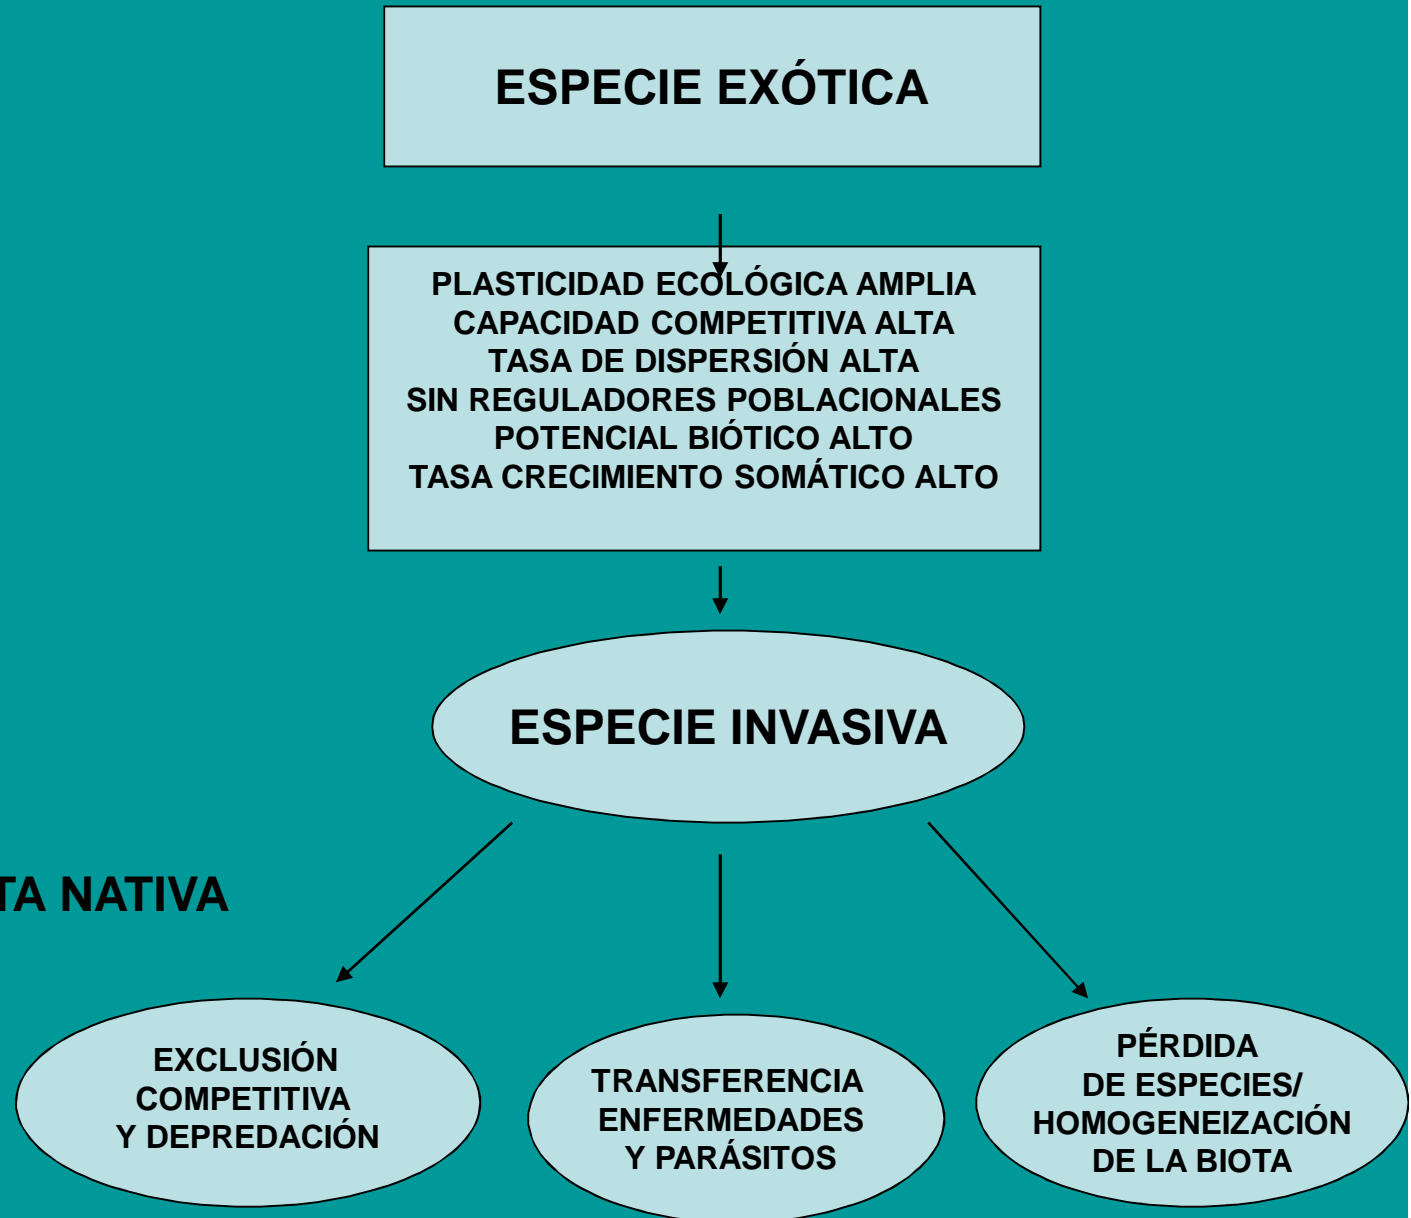 ESPECIE EXÓTICA
PLASTICIDAD ECOLÓGICA AMPLIA
CAPACIDAD COMPETITIVA ALTA
TASA DE DISPERSIÓN ALTA
SIN REGULADORES POBLACIONALES
POTENCIAL BIÓTICO ALTO
TASA CRECIMIENTO SOMÁTICO ALTO
ESPECIE INVASIVA
NATIVA
EXCLUSIÓN
COMPETITIVA
Y DEPREDACIÓN
TRANSFERENCIA
ENFERMEDADES
Y PARÁSITOS
PÉRDIDA
DE ESPECIES/
HOMOGENEIZACIÓN
DE LA BIOTA